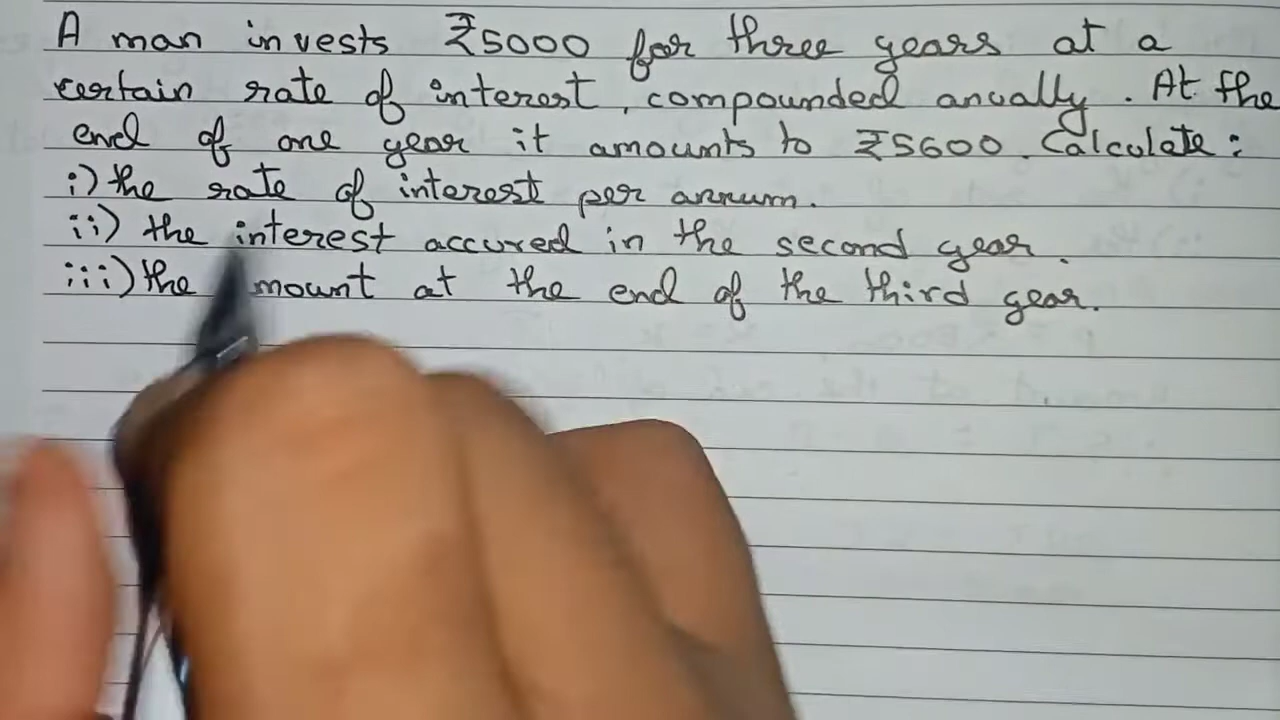 A man invests ₹5000 for three years at a
certain rate of interest, compounded anually. At the
end of one year it amounts to ₹5600. Calculate:
i) the rate of interest per annum.
ii) the interest accured in the second year.
iii) the mount at the end of the third year.